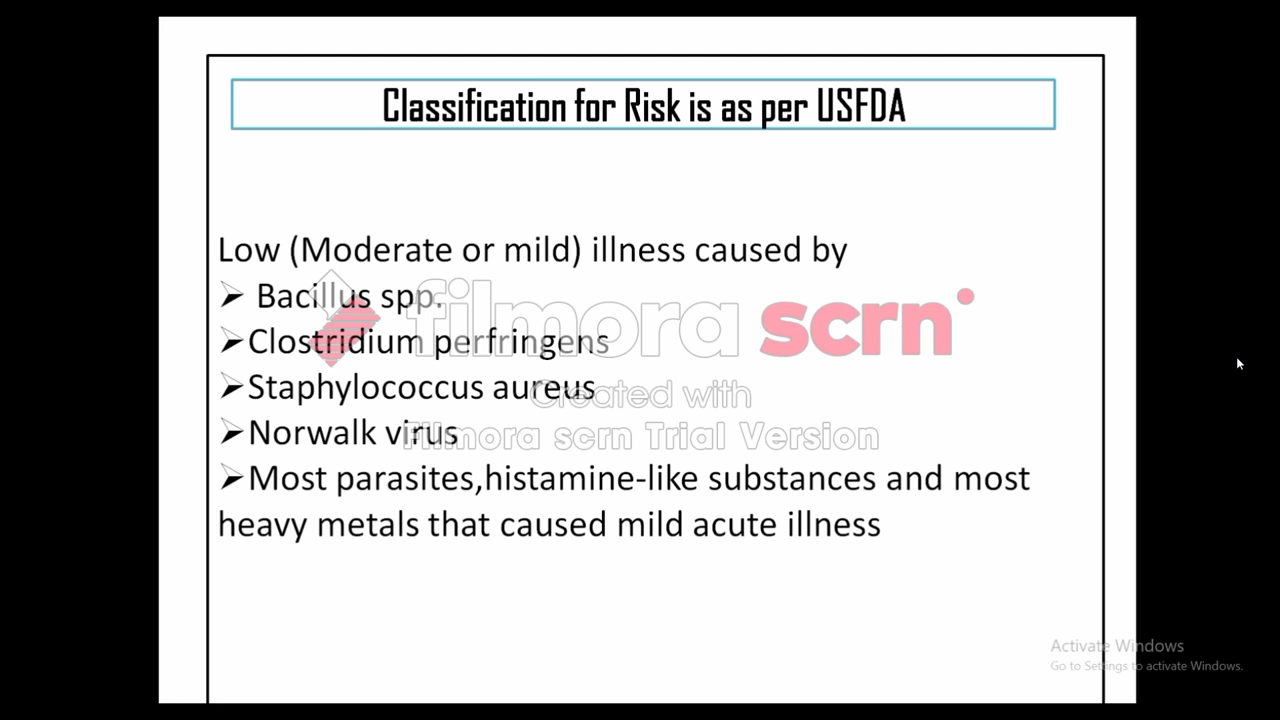 Classification for Risk is as per USFDA
Low (Moderate or mild) illness caused by
➢ Bacillus spp.
➢Clostridium perfringens
➢Staphylococcus aureus
➢Norwalk virus
➢Most parasites,histamine-like substances and most
heavy metals that caused mild acute illness
filmora scrn
Created with
Filmora scrn Trial Version
Activate Windows
Go to Settings to activate Windows.